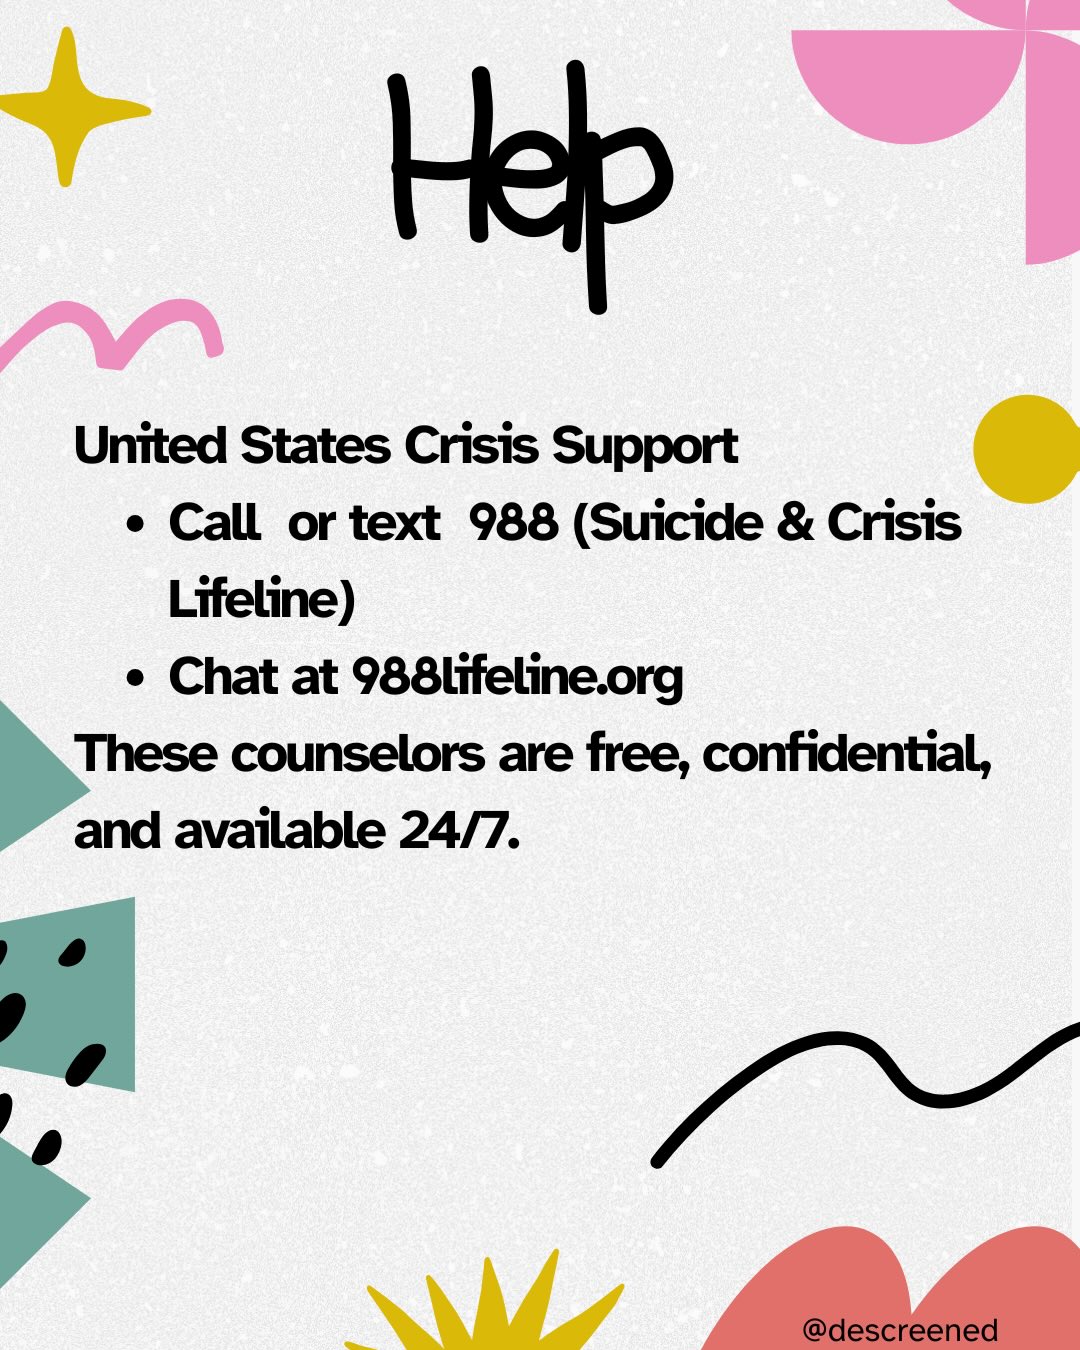 Help
United States Crisis Support
• Call  or text  988 (Suicide & Crisis
Lifeline)
• Chat at 988lifeline.org
These counselors are free, confidential,
and available 24/7.
@descreened